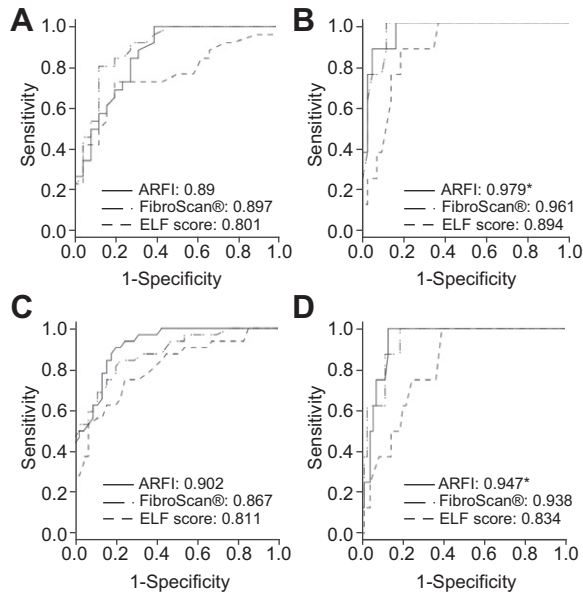 A
Sensitivity
1.0
0.8
0.6
0.4
0.2
0.0
ARFI: 0.89
FibroScan®: 0.897
ELF score: 0.801
0.0 0.2 0.4 0.6 0.8 1.0
1-Specificity
B
Sensitivity
1.0
0.8
0.6
0.4
0.2
0.0
ARFI: 0.979*
FibroScan®: 0.961
ELF score: 0.894
0.0 0.2 0.4 0.6 0.8 1.0
1-Specificity
C
Sensitivity
1.0
0.8
0.6
0.4
0.2
0.0
ARFI: 0.902
FibroScan®: 0.867
ELF score: 0.811
0.0 0.2 0.4 0.6 0.8 1.0
1-Specificity
D
Sensitivity
1.0
0.8
0.6
0.4
0.2
0.0
ARFI: 0.947*
FibroScan®: 0.938
ELF score: 0.834
0.0 0.2 0.4 0.6 0.8 1.0
1-Specificity